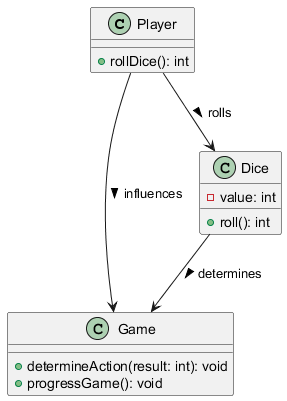 C Player
rollDice(): int
rolls
influences
C Dice
value: int
roll(): int
determines
C Game
determineAction(result: int): void
progressGame(): void